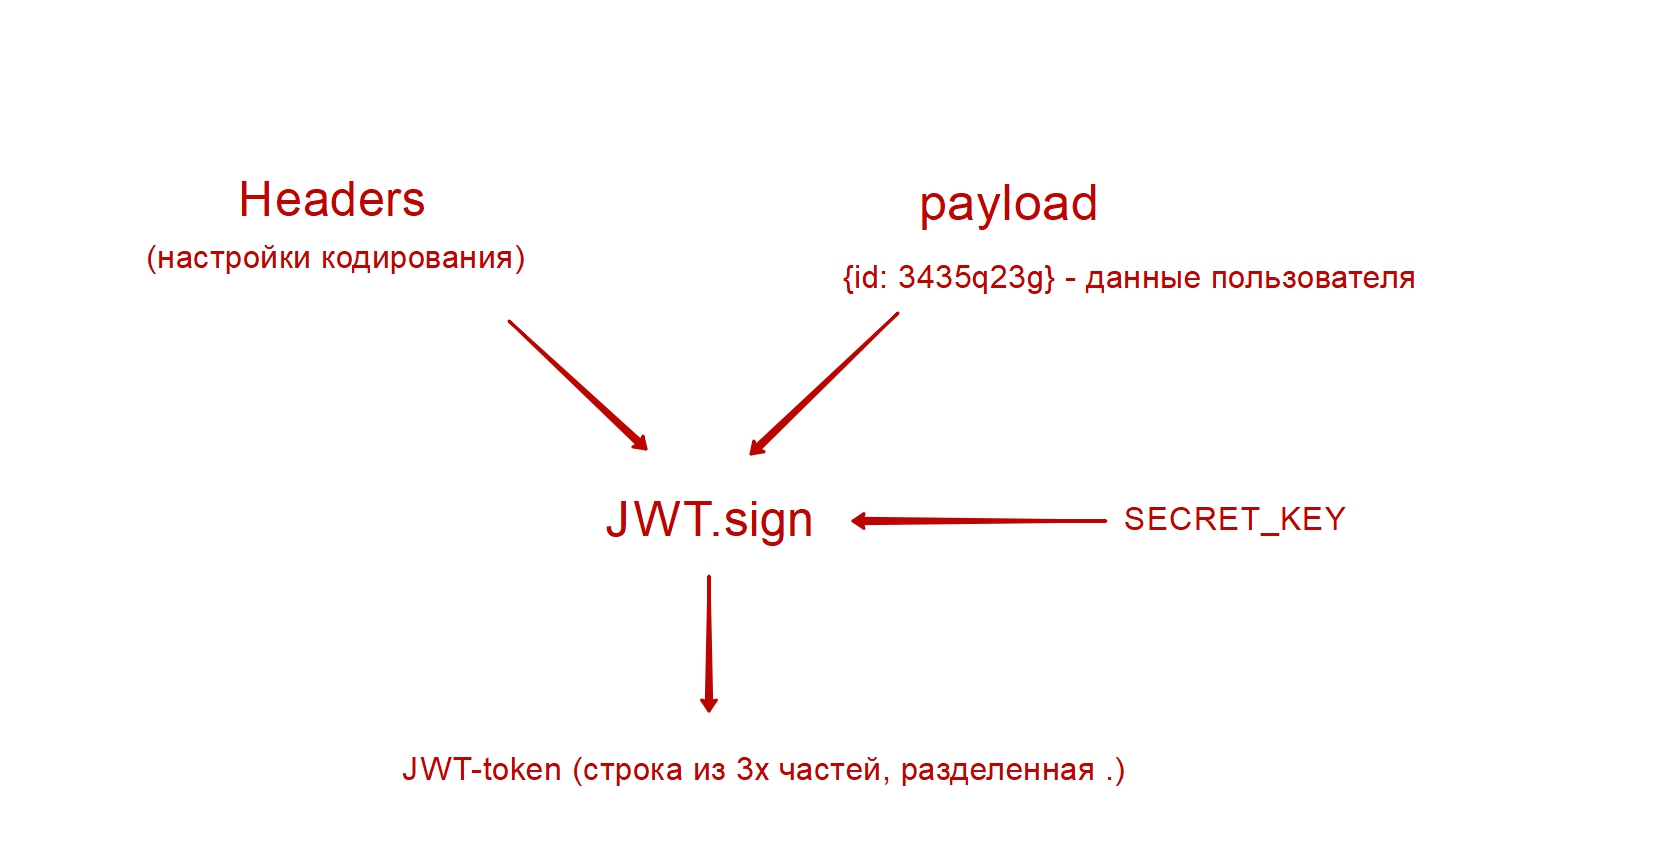 Headers
(настройки кодирования)
payload
{id: 3435q23g} - данные пользователя
JWT.sign
SECRET_KEY
JWT-token (строка из 3х частей, разделенная .)